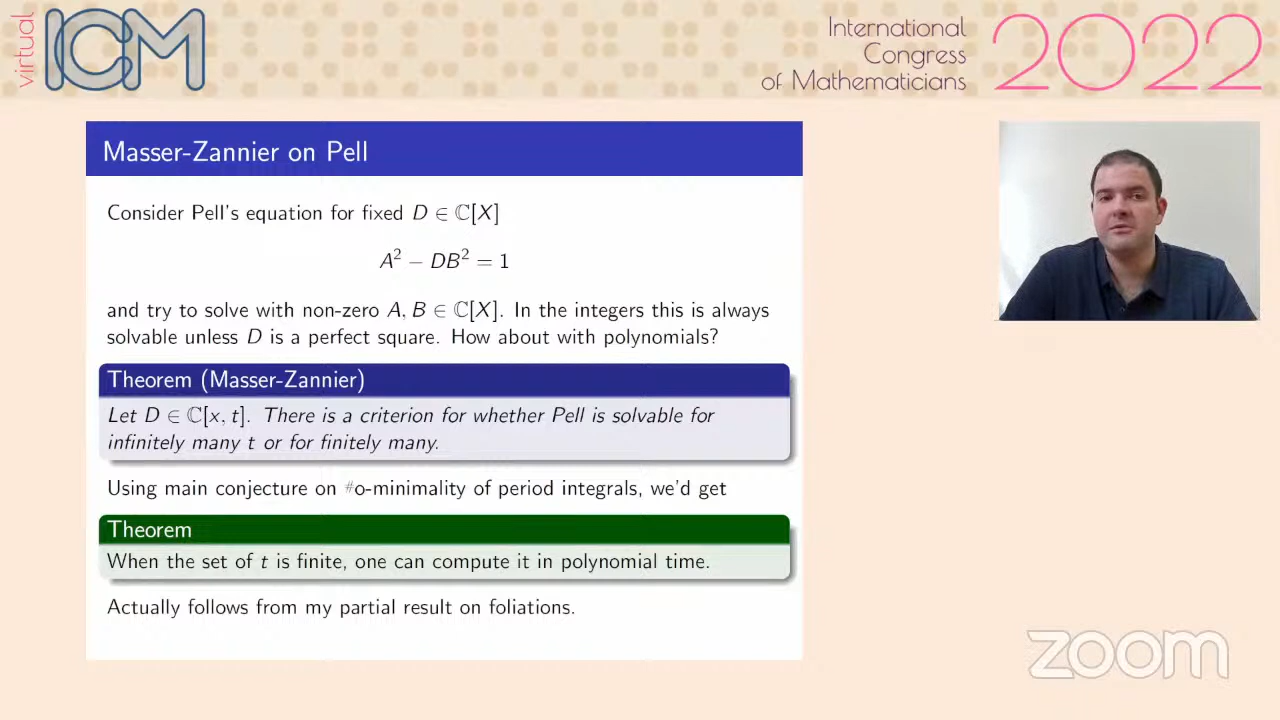 virtual
ICM
International
Congress
of Mathematicians
2022
Masser-Zannier on Pell
Consider Pell's equation for fixed D ∈ ℂ[X]
A² − DB² = 1
and try to solve with non-zero A, B ∈ ℂ[X]. In the integers this is always
solvable unless D is a perfect square. How about with polynomials?
Theorem (Masser-Zannier)
Let D ∈ ℂ[x, t]. There is a criterion for whether Pell is solvable for
infinitely many t or for finitely many.
Using main conjecture on #o-minimality of period integrals, we'd get
Theorem
When the set of t is finite, one can compute it in polynomial time.
Actually follows from my partial result on foliations.
zoom